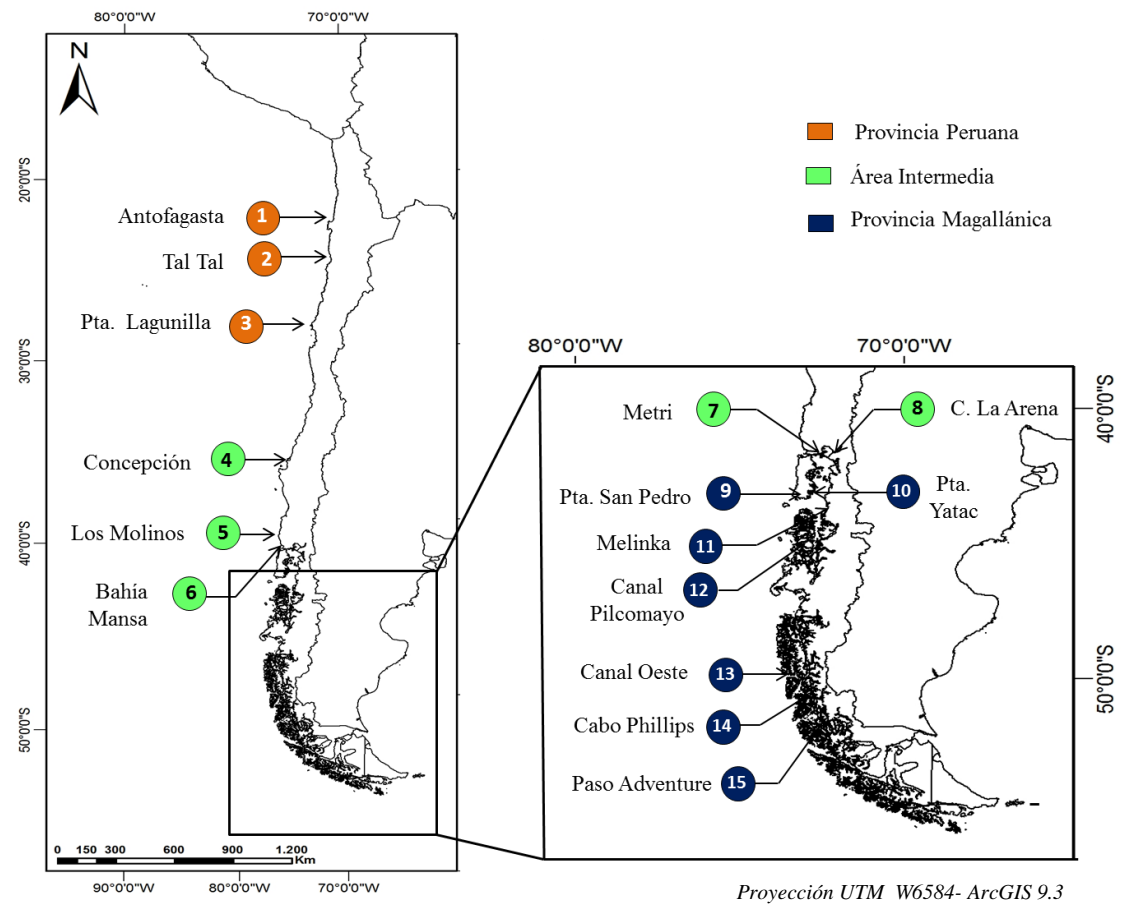 80°0'0"W 70°0'0"W
N
20°0'0"S
30°0'0"S
40°0'0"S
50°0'0"S
Antofagasta 1
Tal Tal 2
Pta. Lagunilla 3
Concepción 4
Los Molinos 5
Bahía
Mansa 6
0 150 300 600 900 1.200
Km
90°0'0"W 80°0'0"W 70°0'0"W
Provincia Peruana
Área Intermedia
Provincia Magallánica
80°0'0"W 70°0'0"W
40°0'0"S
50°0'0"S
Metri 7
8 C. La Arena
Pta. San Pedro 9
10 Pta.
Yatac
Melinka 11
Canal
Pilcomayo 12
Canal Oeste 13
Cabo Phillips 14
Paso Adventure 15
Proyección UTM W6584- ArcGIS 9.3